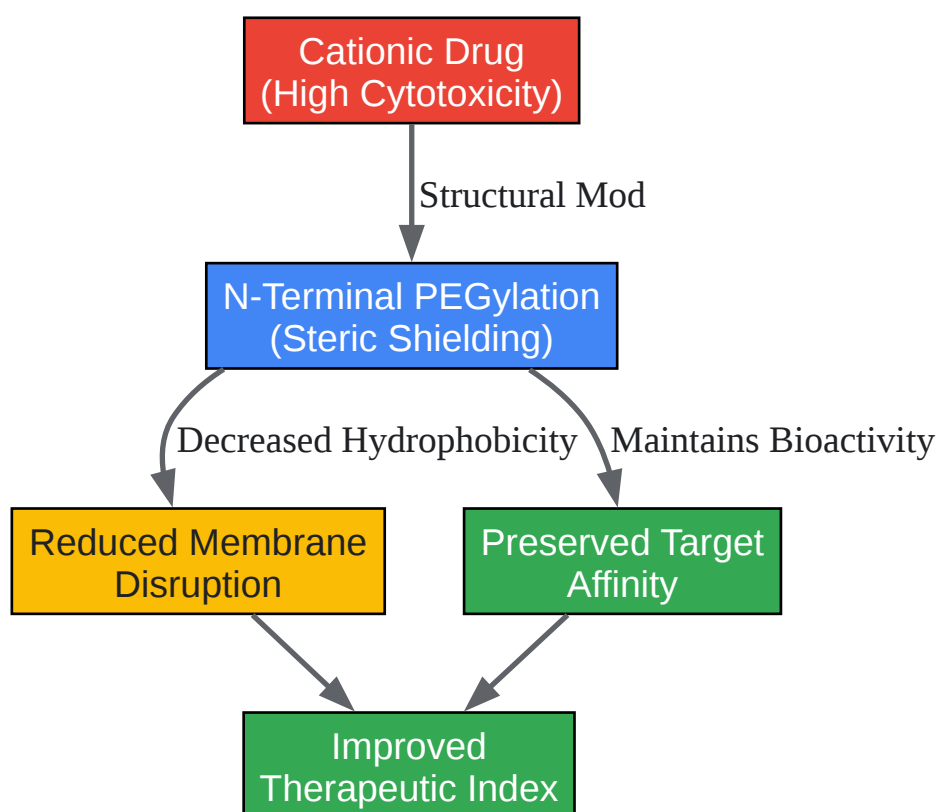 Cationic Drug
(High Cytotoxicity)
Structural Mod
N-Terminal PEGylation
(Steric Shielding)
Decreased Hydrophobicity
Maintains Bioactivity
Reduced Membrane
Disruption
Preserved Target
Affinity
Improved
Therapeutic Index